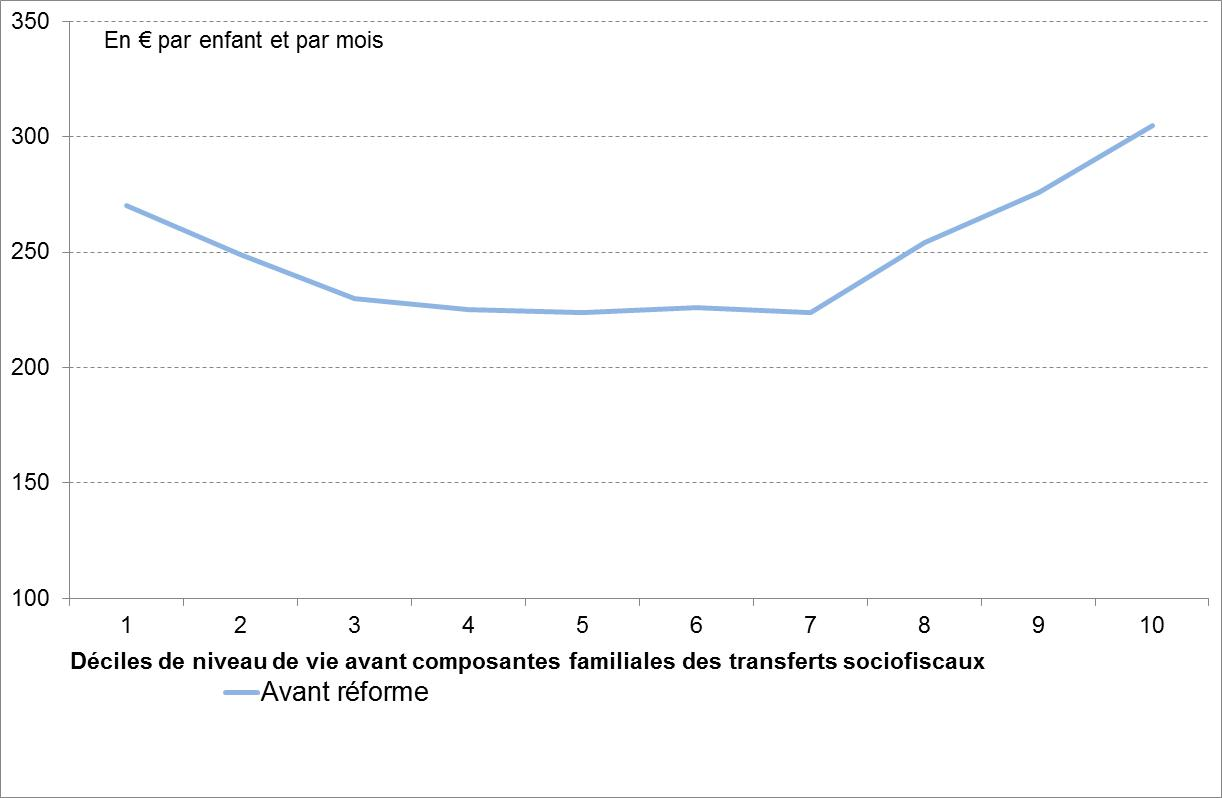 350
En € par enfant et par mois
300
250
200
150
100
1 2 3 4 5 6 7 8 9 10
Déciles de niveau de vie avant composantes familiales des transferts sociofiscaux
Avant réforme